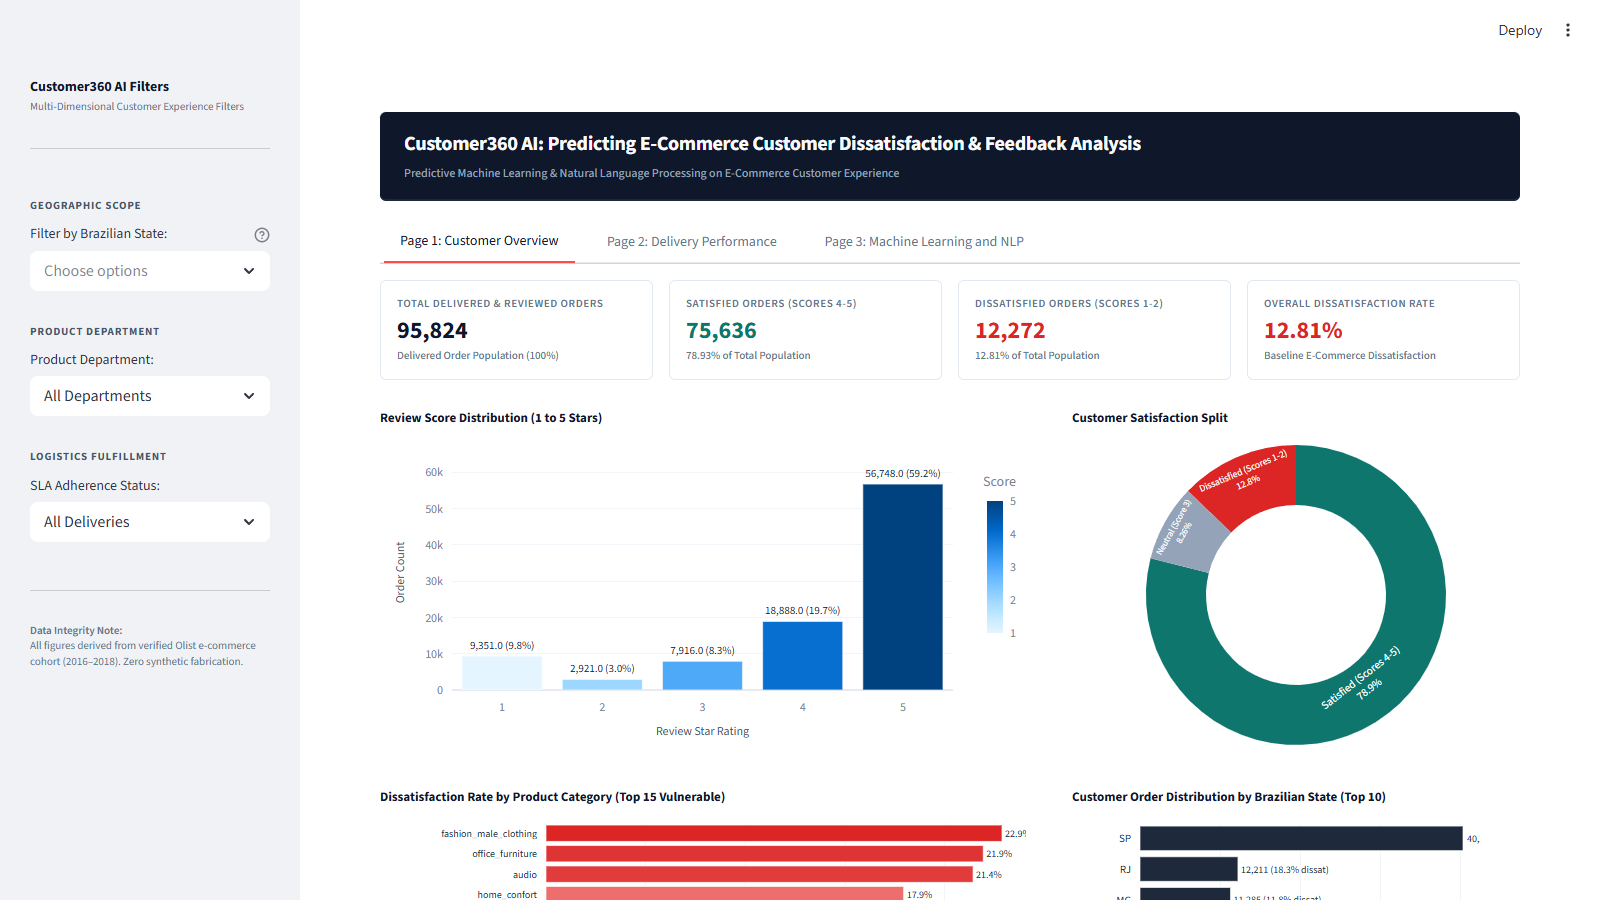 Deploy
Customer360 AI Filters
Multi-Dimensional Customer Experience Filters
GEOGRAPHIC SCOPE
Filter by Brazilian State:
Choose options
PRODUCT DEPARTMENT
Product Department:
All Departments
LOGISTICS FULFILLMENT
SLA Adherence Status:
All Deliveries
Data Integrity Note:
All figures derived from verified Olist e-commerce
cohort (2016–2018). Zero synthetic fabrication.
Customer360 AI: Predicting E-Commerce Customer Dissatisfaction & Feedback Analysis
Predictive Machine Learning & Natural Language Processing on E-Commerce Customer Experience
Page 1: Customer Overview
Page 2: Delivery Performance
Page 3: Machine Learning and NLP
TOTAL DELIVERED & REVIEWED ORDERS
95,824
Delivered Order Population (100%)
SATISFIED ORDERS (SCORES 4-5)
75,636
78.93% of Total Population
DISSATISFIED ORDERS (SCORES 1-2)
12,272
12.81% of Total Population
OVERALL DISSATISFACTION RATE
12.81%
Baseline E-Commerce Dissatisfaction
Review Score Distribution (1 to 5 Stars)
Order Count
60k
50k
40k
30k
20k
10k
0
9,351.0 (9.8%)
2,921.0 (3.0%)
7,916.0 (8.3%)
18,888.0 (19.7%)
56,748.0 (59.2%)
1
2
3
4
5
Review Star Rating
Score
5
4
3
2
1
Customer Satisfaction Split
Dissatisfied (Scores 1-2)
12.8%
Neutral (Score 3)
8.26%
Satisfied (Scores 4-5)
78.9%
Dissatisfaction Rate by Product Category (Top 15 Vulnerable)
fashion_male_clothing
22.9%
office_furniture
21.9%
audio
21.4%
home_confort
17.9%
Customer Order Distribution by Brazilian State (Top 10)
SP
40,
RJ
12,211 (18.3% dissat)
MG
11,285 (11.8% dissat)